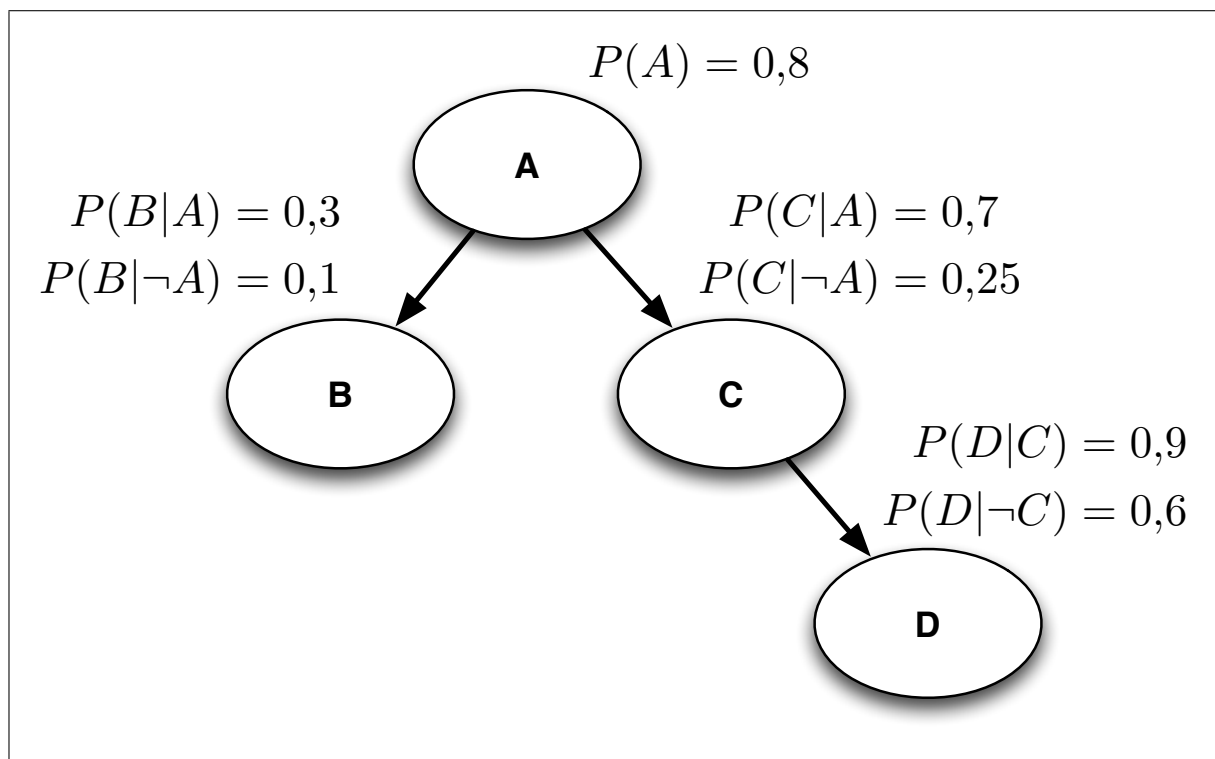 P(A) = 0,8
A
P(B|A) = 0,3
P(B|¬A) = 0,1
P(C|A) = 0,7
P(C|¬A) = 0,25
B
C
P(D|C) = 0,9
P(D|¬C) = 0,6
D